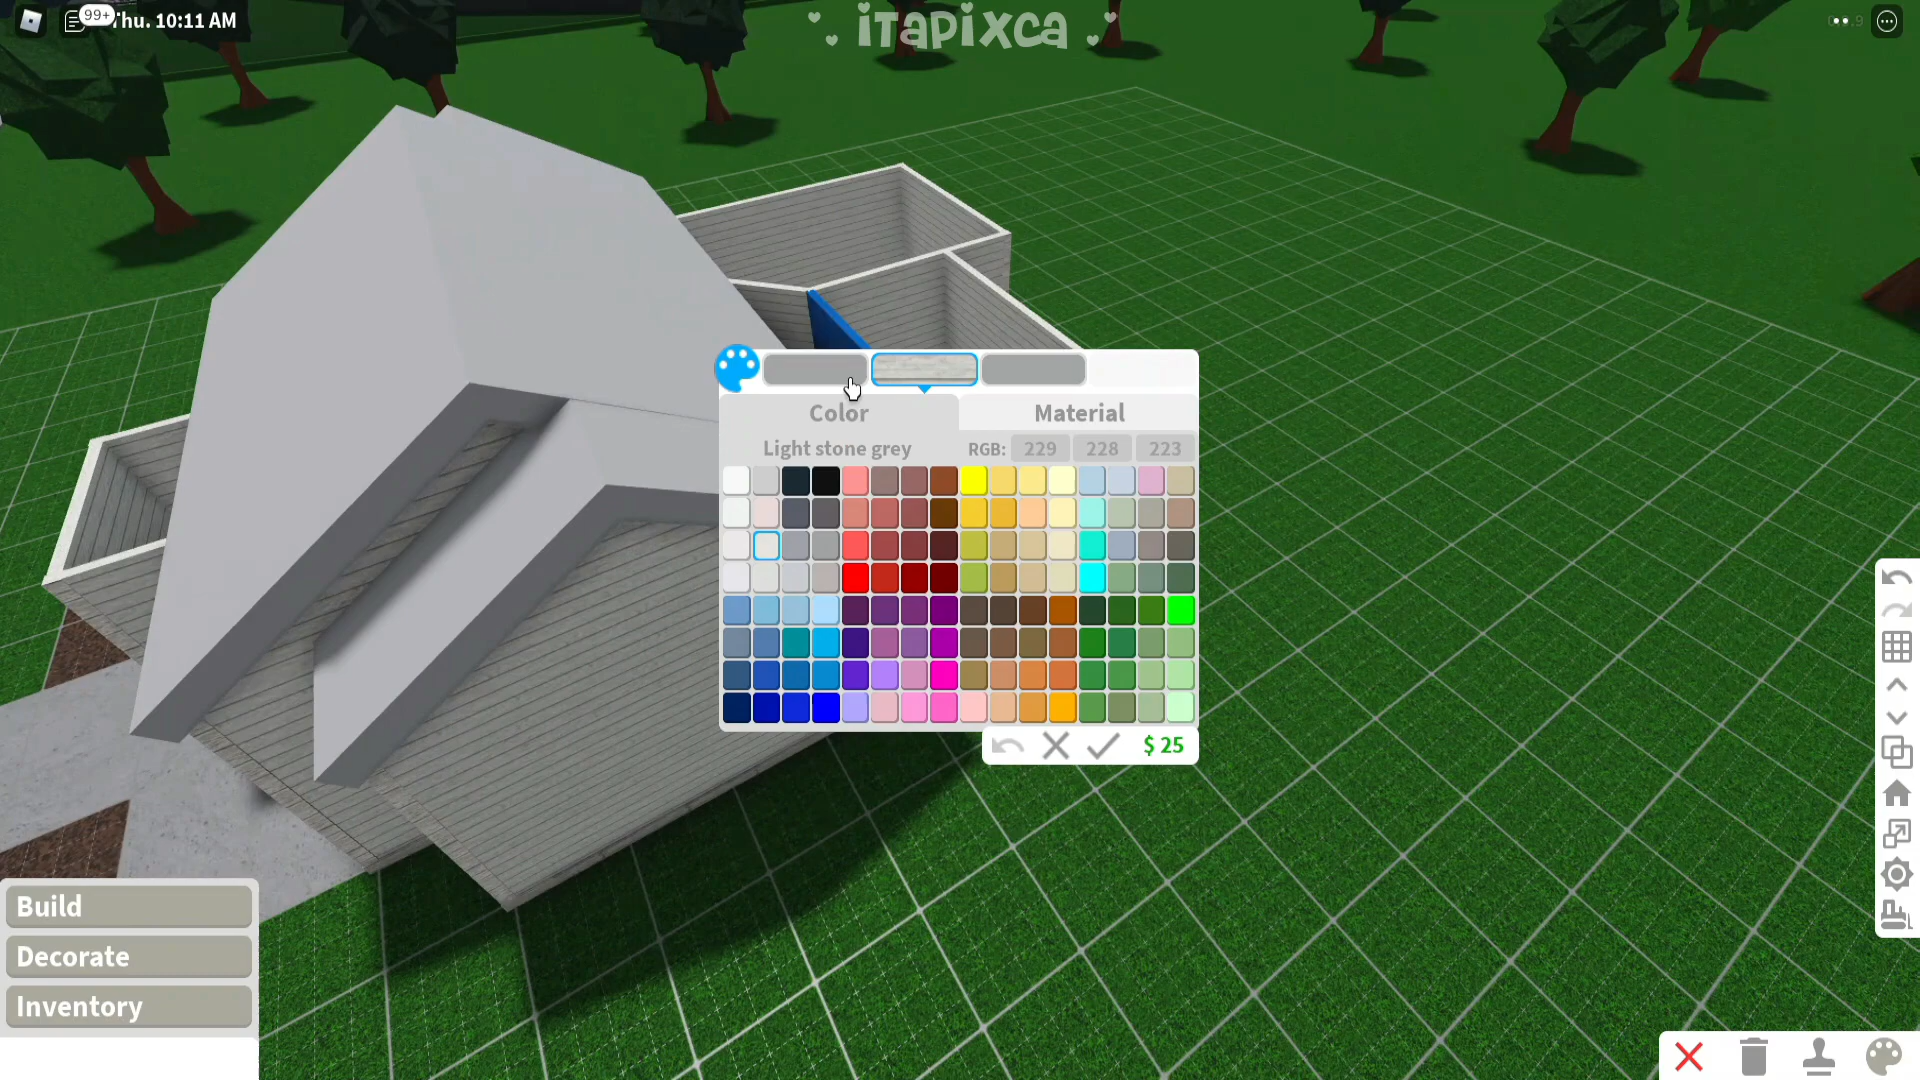 99+
Thu. 10:11 AM
iTapixca
Color
Material
Light stone grey
RGB: 229 228 223
$ 25
Build
Decorate
Inventory